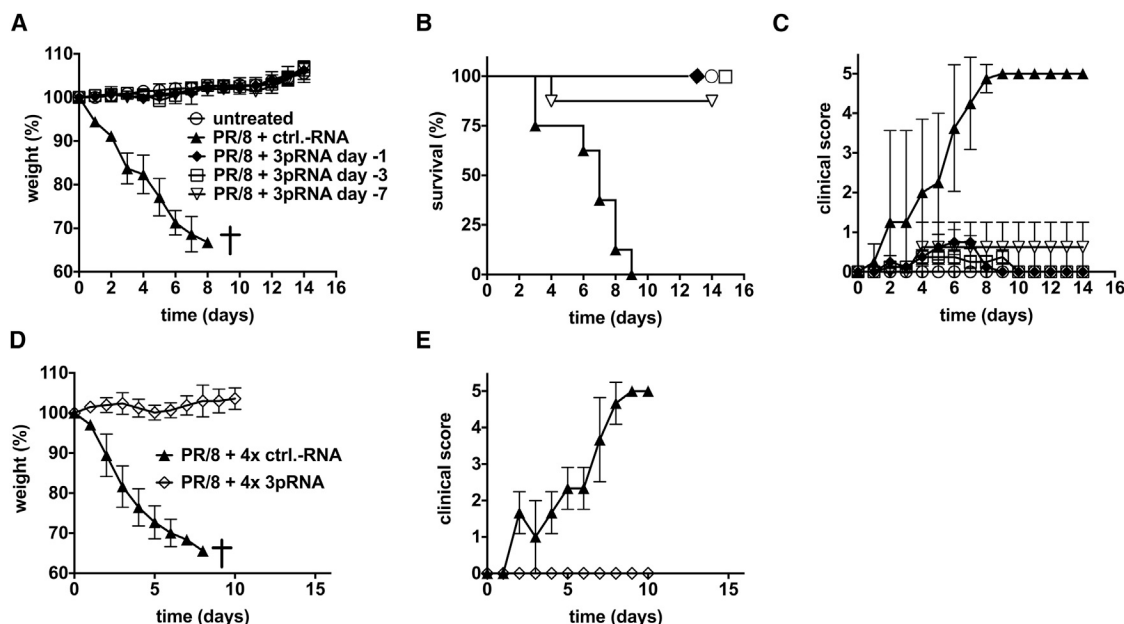 A
110
100
90
80
70
60
weight (%)
untreated
PR/8 + ctrl.-RNA
PR/8 + 3pRNA day -1
PR/8 + 3pRNA day -3
PR/8 + 3pRNA day -7
0 2 4 6 8 10 12 14 16
time (days)
B
100
75
50
25
0
survival (%)
0 2 4 6 8 10 12 14 16
time (days)
C
5
4
3
2
1
0
clinical score
0 2 4 6 8 10 12 14 16
time (days)
D
110
100
90
80
70
60
weight (%)
PR/8 + 4x ctrl.-RNA
PR/8 + 4x 3pRNA
0 5 10 15
time (days)
E
5
4
3
2
1
0
clinical score
0 5 10 15
time (days)